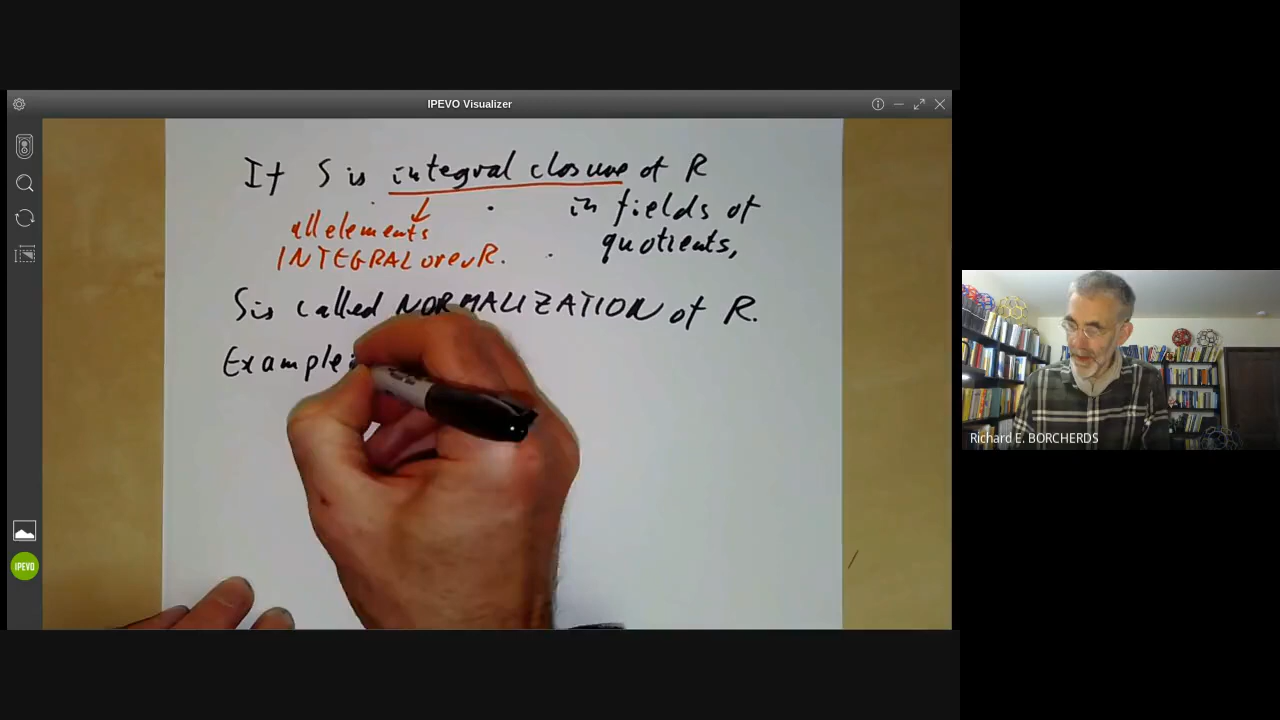 IPEVO Visualizer
If S is integral closure of R
in fields of
quotients,
all elements
INTEGRAL over R.
S is called NORMALIZATION of R.
Example
IPEVO
Richard E. BORCHERDS